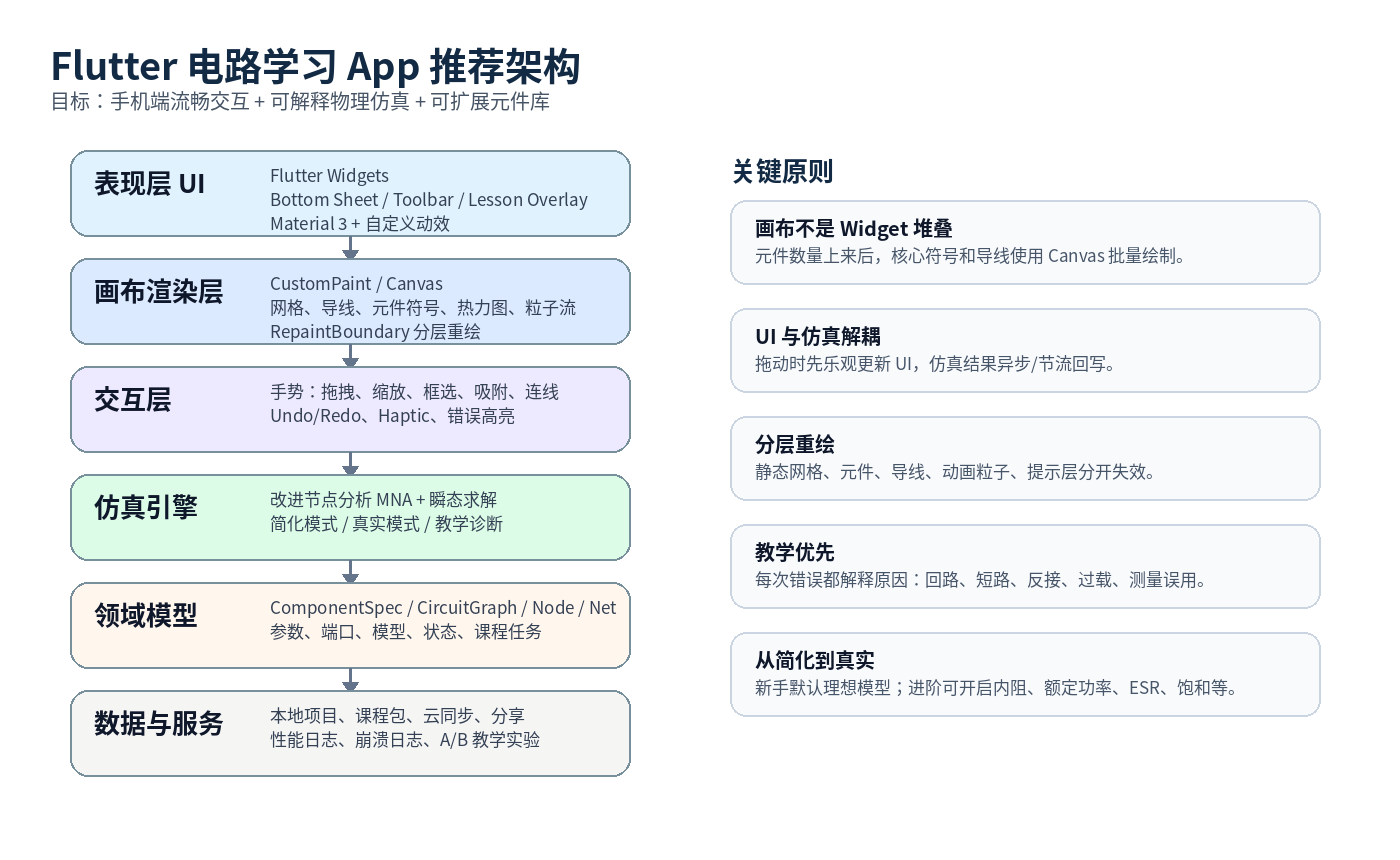 Flutter 电路学习 App 推荐架构
目标：手机端流畅交互 + 可解释物理仿真 + 可扩展元件库
表现层 UI
Flutter Widgets
Bottom Sheet / Toolbar / Lesson Overlay
Material 3 + 自定义动效
画布渲染层
CustomPaint / Canvas
网格、导线、元件符号、热力图、粒子流
RepaintBoundary 分层重绘
交互层
手势：拖拽、缩放、框选、吸附、连线
Undo/Redo、Haptic、错误高亮
仿真引擎
改进节点分析 MNA + 瞬态求解
简化模式 / 真实模式 / 教学诊断
领域模型
ComponentSpec / CircuitGraph / Node / Net
参数、端口、模型、状态、课程任务
数据与服务
本地项目、课程包、云同步、分享
性能日志、崩溃日志、A/B 教学实验
关键原则
画布不是 Widget 堆叠
元件数量上来后，核心符号和导线使用 Canvas 批量绘制。
UI 与仿真解耦
拖动时先乐观更新 UI，仿真结果异步/节流回写。
分层重绘
静态网格、元件、导线、动画粒子、提示层分开失效。
教学优先
每次错误都解释原因：回路、短路、反接、过载、测量误用。
从简化到真实
新手默认理想模型；进阶可开启内阻、额定功率、ESR、饱和等。